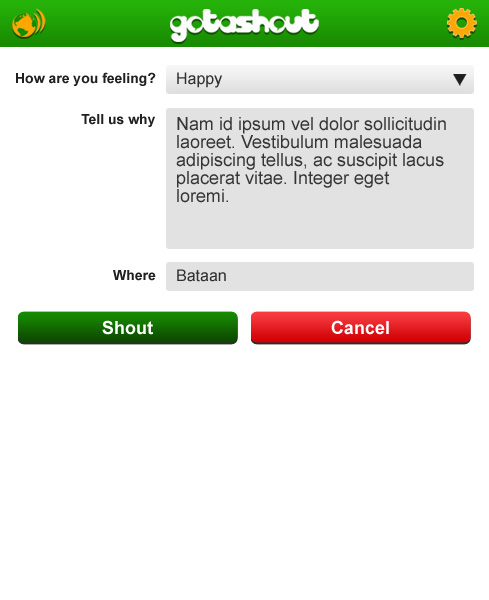 gotashout
How are you feeling? Happy
Tell us why
Nam id ipsum vel dolor sollicitudin
laoreet. Vestibulum malesuada
adipiscing tellus, ac suscipit lacus
placerat vitae. Integer eget
loremi.
Where Bataan
Shout Cancel